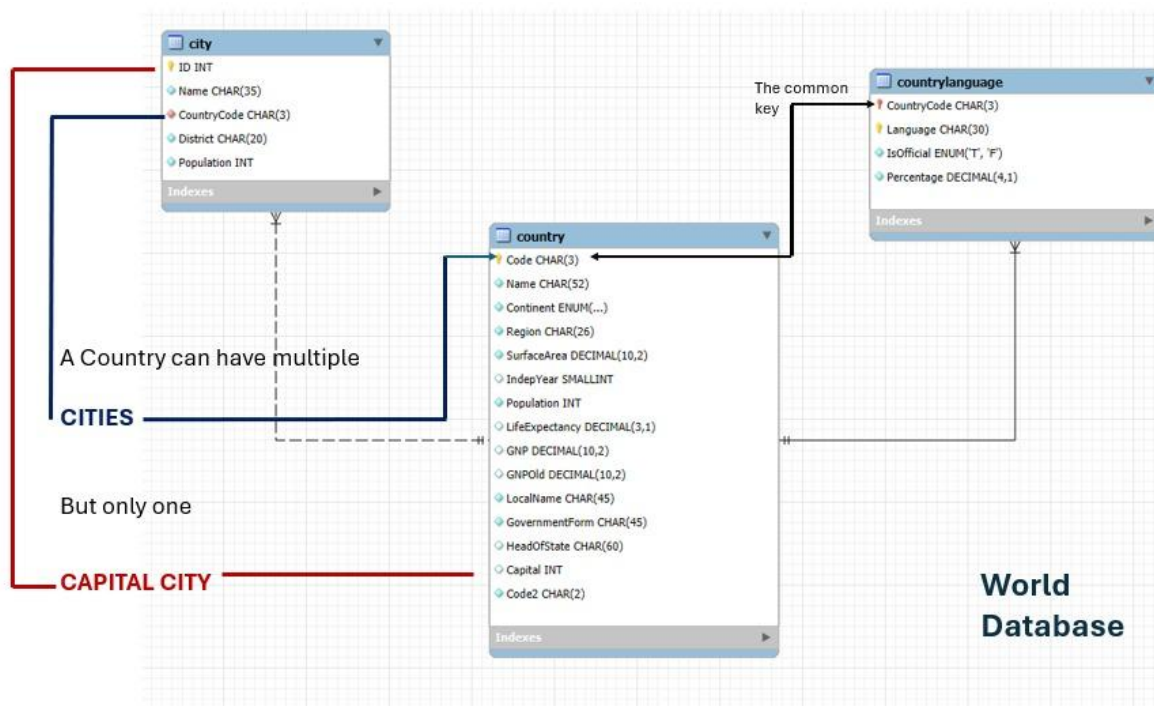 city
ID INT
Name CHAR(35)
CountryCode CHAR(3)
District CHAR(20)
Population INT
Indexes
The common
key
countrylanguage
CountryCode CHAR(3)
Language CHAR(30)
IsOfficial ENUM('T', 'F')
Percentage DECIMAL(4,1)
Indexes
country
Code CHAR(3)
Name CHAR(52)
Continent ENUM(...)
Region CHAR(26)
SurfaceArea DECIMAL(10,2)
IndepYear SMALLINT
Population INT
LifeExpectancy DECIMAL(3,1)
GNP DECIMAL(10,2)
GNPOld DECIMAL(10,2)
LocalName CHAR(45)
GovernmentForm CHAR(45)
HeadOfState CHAR(60)
Capital INT
Code2 CHAR(2)
Indexes
A Country can have multiple
CITIES
But only one
CAPITAL CITY
World
Database